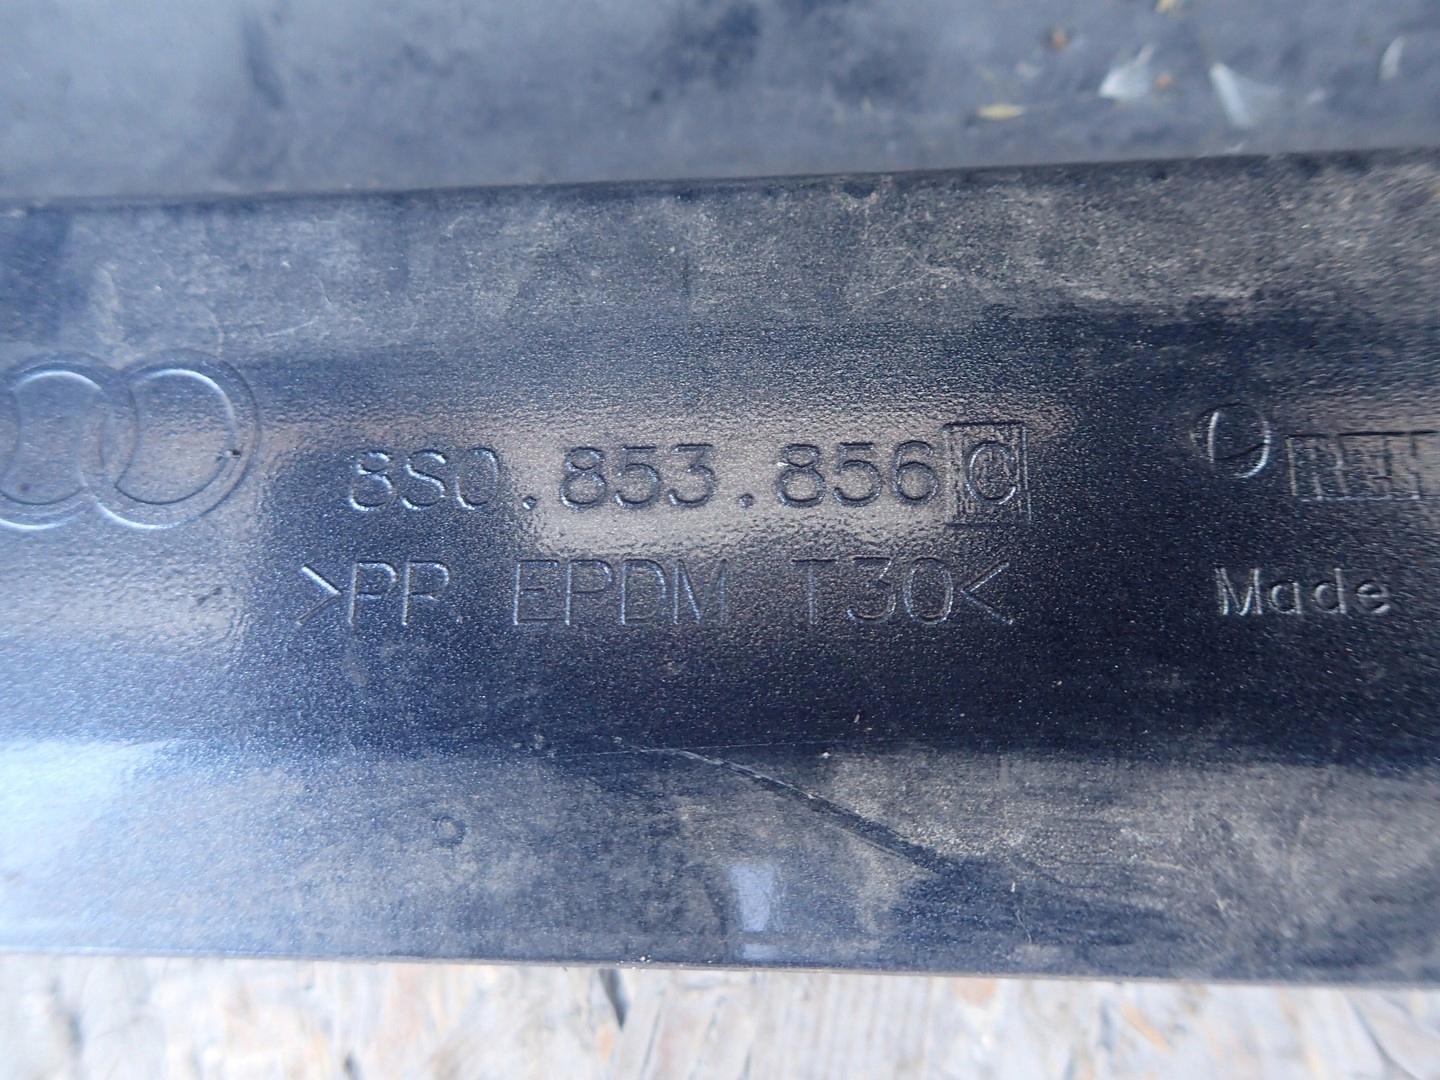 8S0.853.856 C
>PP. EPDM T30<
Made